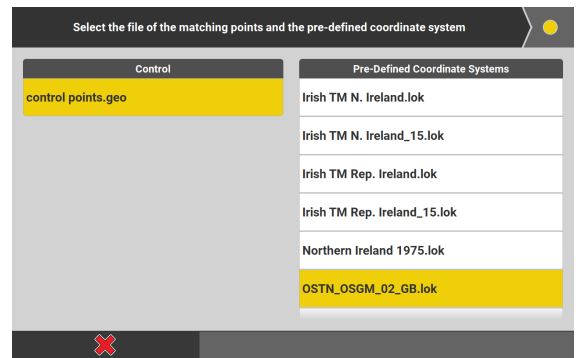 Select the file of the matching points and the pre-defined coordinate system
Control
control points.geo
Pre-Defined Coordinate Systems
Irish TM N. Ireland.lok
Irish TM N. Ireland_15.lok
Irish TM Rep. Ireland.lok
Irish TM Rep. Ireland_15.lok
Northern Ireland 1975.lok
OSTN_OSGM_02_GB.lok